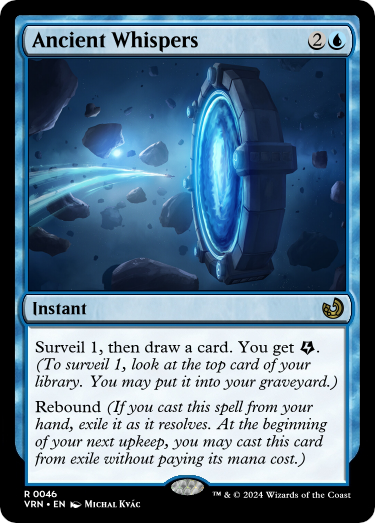 Ancient Whispers 2
Instant
Surveil 1, then draw a card. You get .
(To surveil 1, look at the top card of your
library. You may put it into your graveyard.)
Rebound (If you cast this spell from your
hand, exile it as it resolves. At the beginning
of your next upkeep, you may cast this card
from exile without paying its mana cost.)
R 0046
VRN • EN Michal Kvác
™ & © 2024 Wizards of the Coast